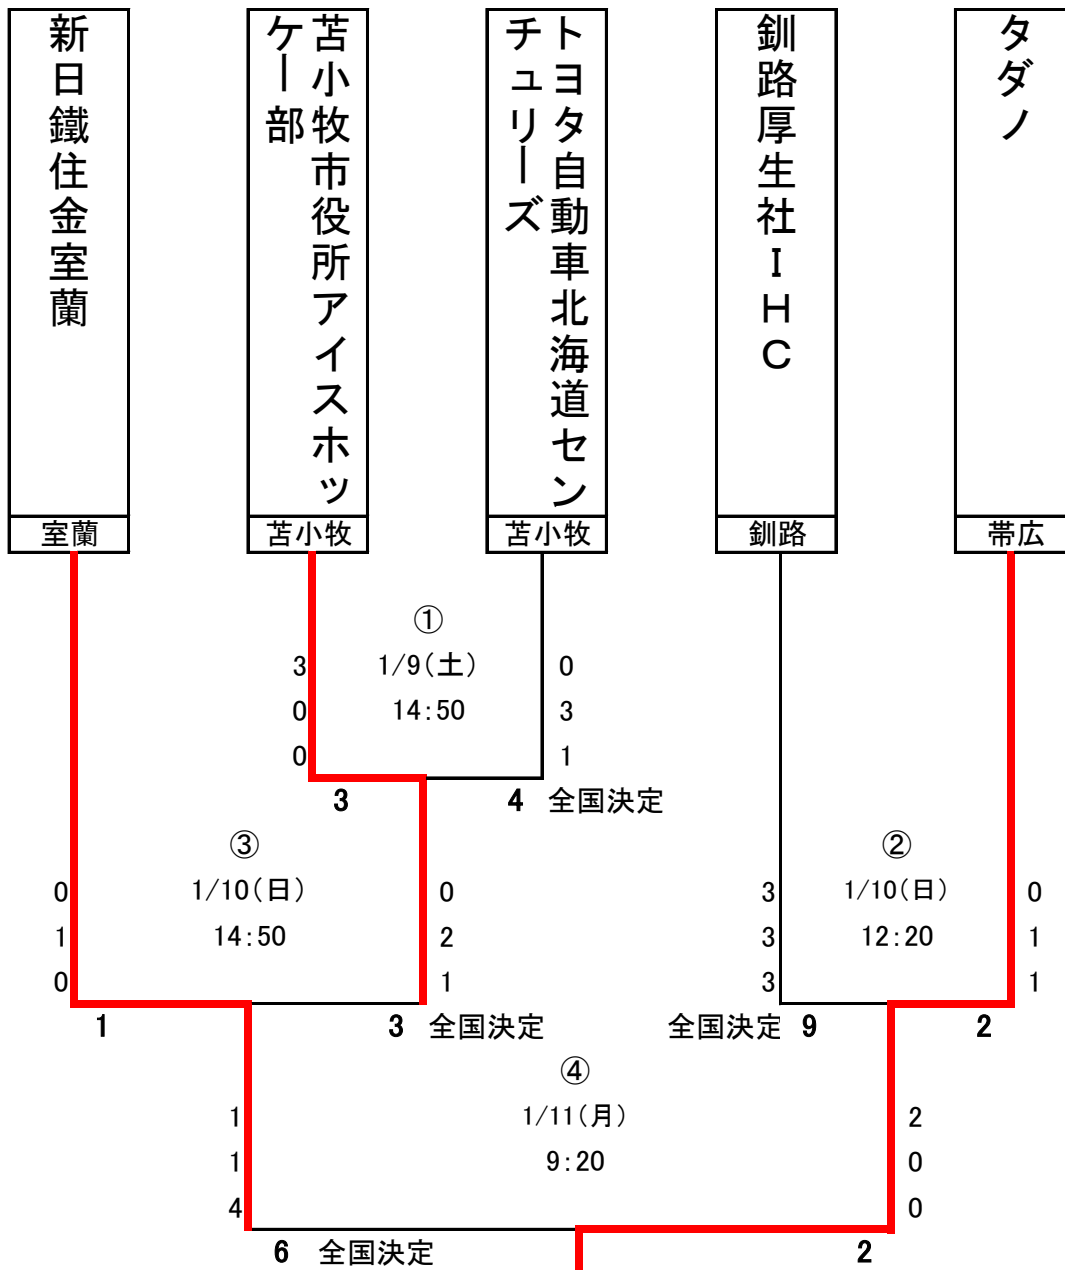 新日鐵住金室蘭
苫小牧市役所アイスホッ
ケー部
トヨタ自動車北海道セン
チュリーズ
釧路厚生社ＩＨＣ
タダノ
室蘭
苫小牧
苫小牧
釧路
帯広
①
3 1/9(土) 0
0 14:50 3
0 1
3 4 全国決定
③
0 1/10(日) 0
1 14:50 2
0 1
1 3 全国決定
②
3 1/10(日) 0
3 12:20 1
3 1
全国決定 9 2
④
1 1/11(月) 2
1 9:20 0
4 0
6 全国決定 2